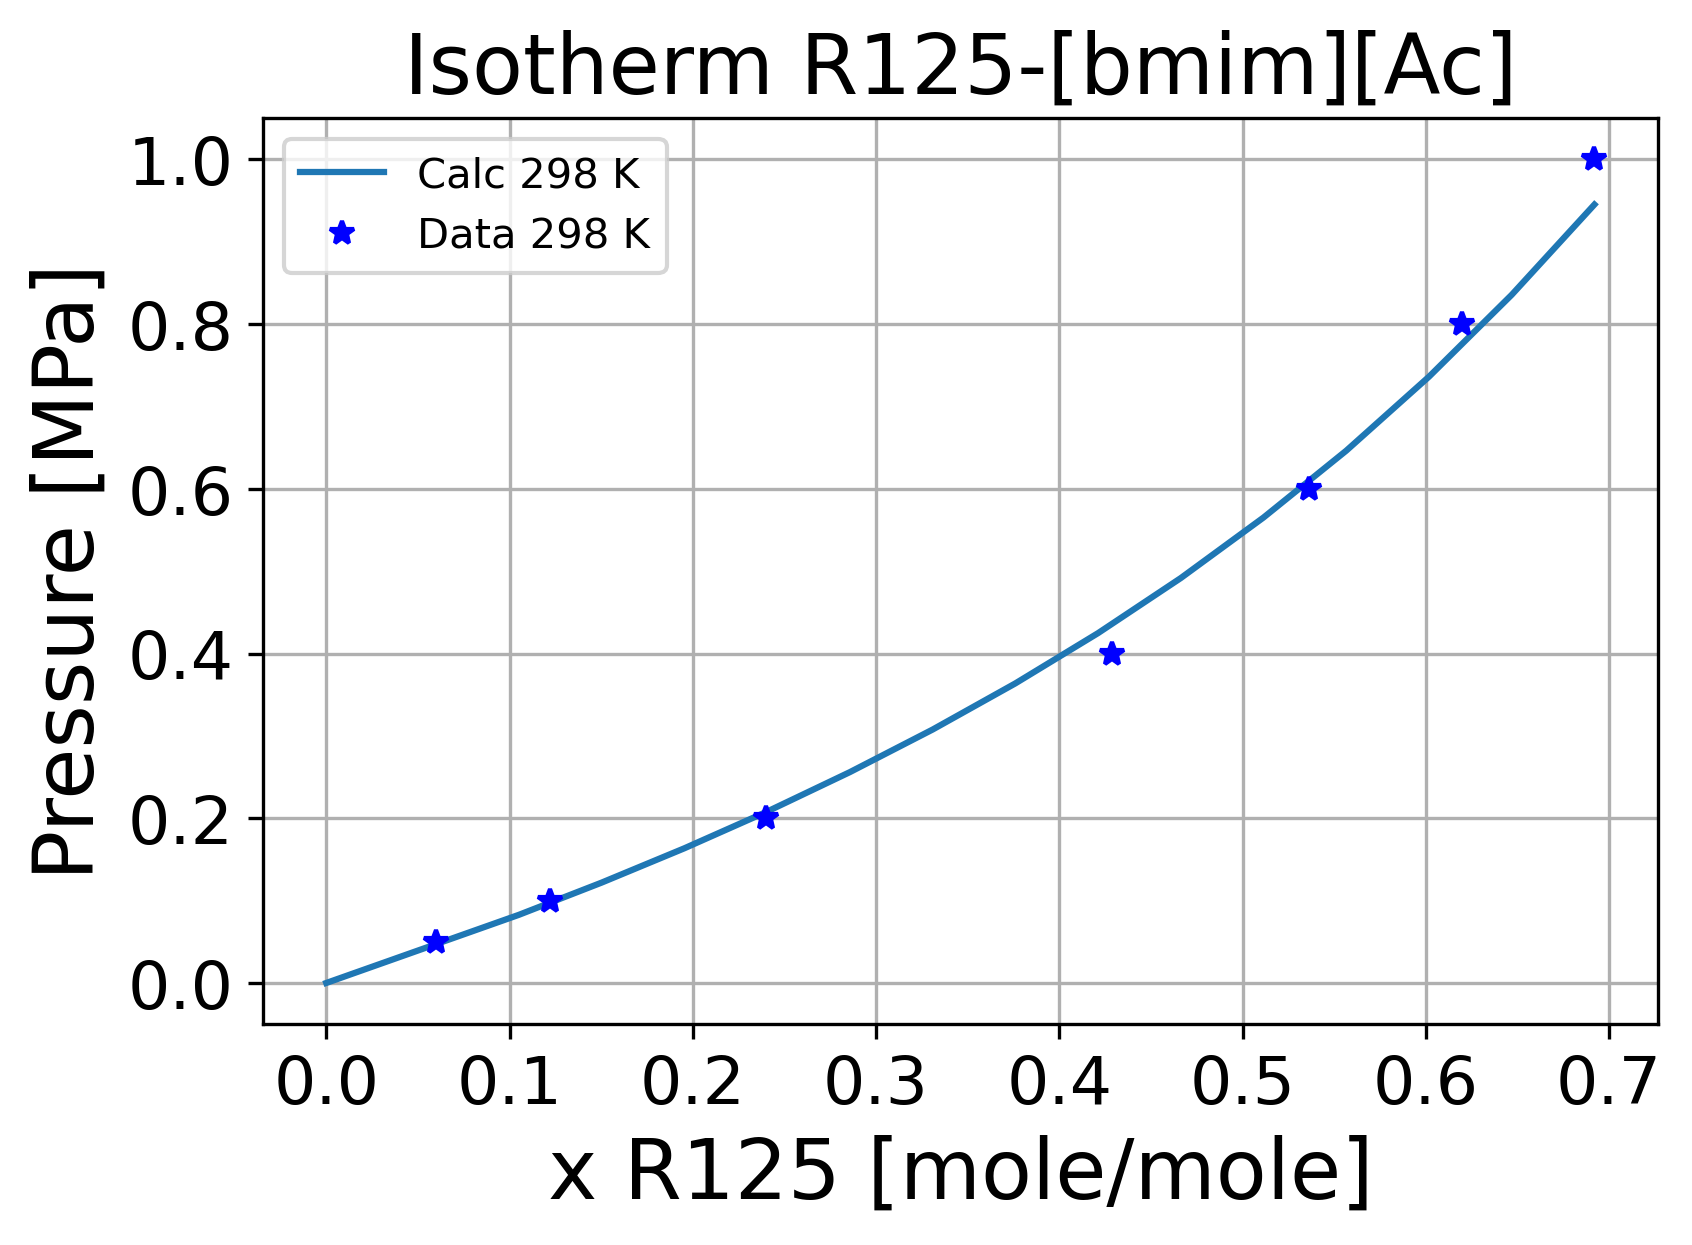 Isotherm R125-[bmim][Ac]
Calc 298 K
Data 298 K
Pressure [MPa]
1.0
0.8
0.6
0.4
0.2
0.0
0.0 0.1 0.2 0.3 0.4 0.5 0.6 0.7
x R125 [mole/mole]